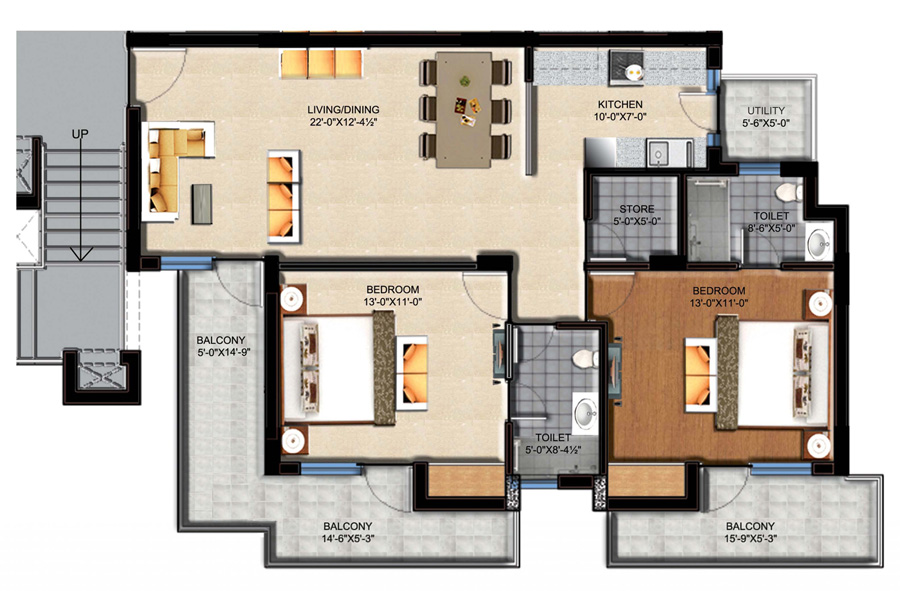 UP
LIVING/DINING
22'-0"X12'-4½"
KITCHEN
10'-0"X7'-0"
UTILITY
5'-6"X5'-0"
STORE
5'-0"X5'-0"
TOILET
8'-6"X5'-0"
BEDROOM
13'-0"X11'-0"
BEDROOM
13'-0"X11'-0"
BALCONY
5'-0"X14'-9"
TOILET
5'-0"X8'-4½"
BALCONY
14'-6"X5'-3"
BALCONY
15'-9"X5'-3"